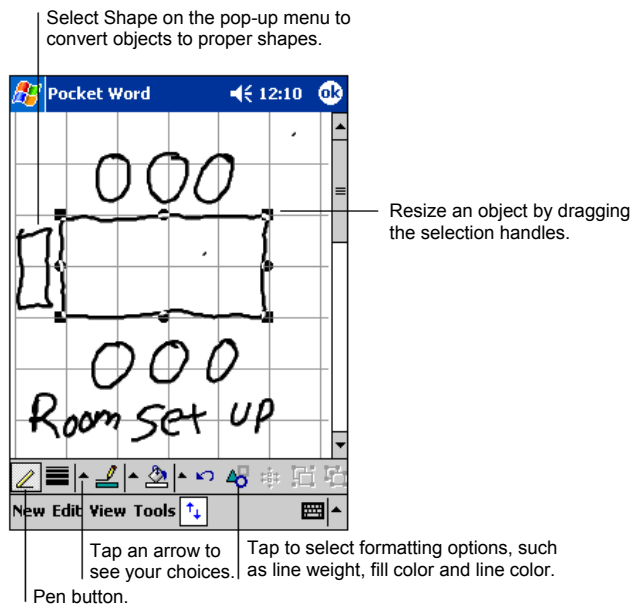 Select Shape on the pop-up menu to
convert objects to proper shapes.
Pocket Word 12:10 ok
Resize an object by dragging
the selection handles.
Room Set UP
New Edit View Tools
Tap an arrow to
see your choices.
Tap to select formatting options, such
as line weight, fill color and line color.
Pen button.